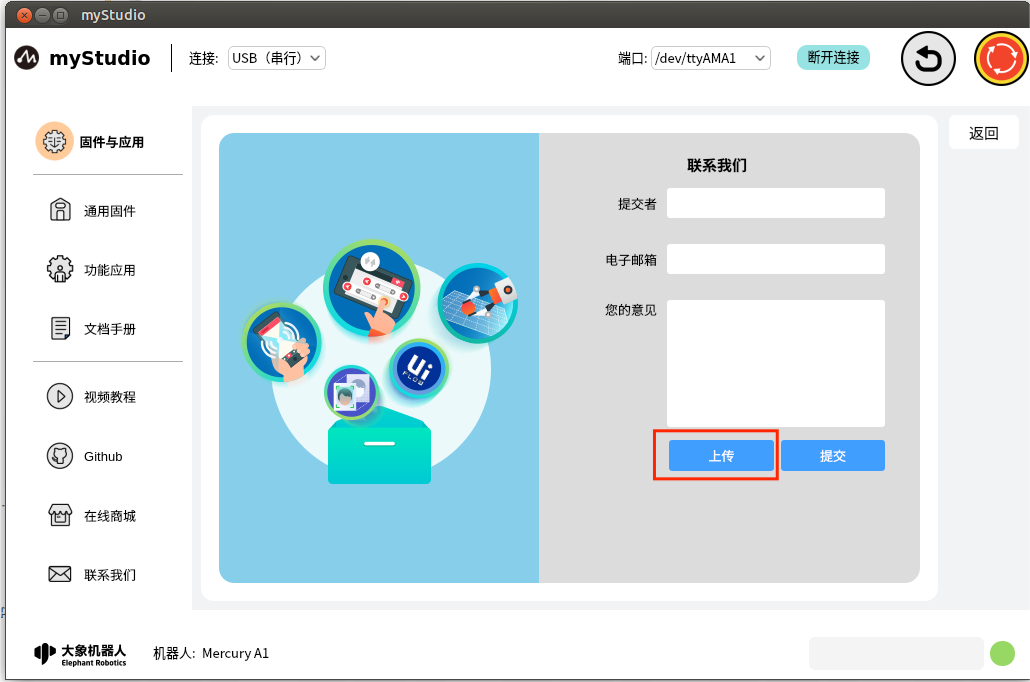 myStudio
myStudio
连接: USB（串行）
端口: /dev/ttyAMA1
断开连接
固件与应用
通用固件
功能应用
文档手册
视频教程
Github
在线商城
联系我们
返回
Ui
FLOW
联系我们
提交者
电子邮箱
您的意见
上传 提交
大象机器人
Elephant Robotics
机器人: Mercury A1